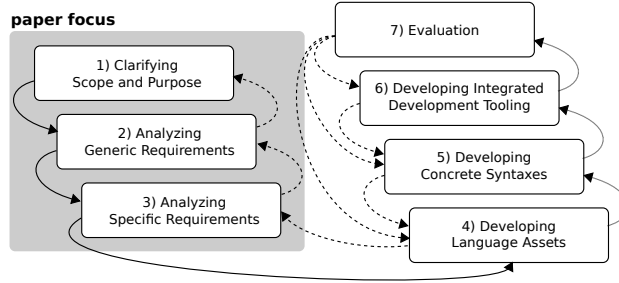 paper focus
1) Clarifying
Scope and Purpose
2) Analyzing
Generic Requirements
3) Analyzing
Specific Requirements
7) Evaluation
6) Developing Integrated
Development Tooling
5) Developing
Concrete Syntaxes
4) Developing
Language Assets